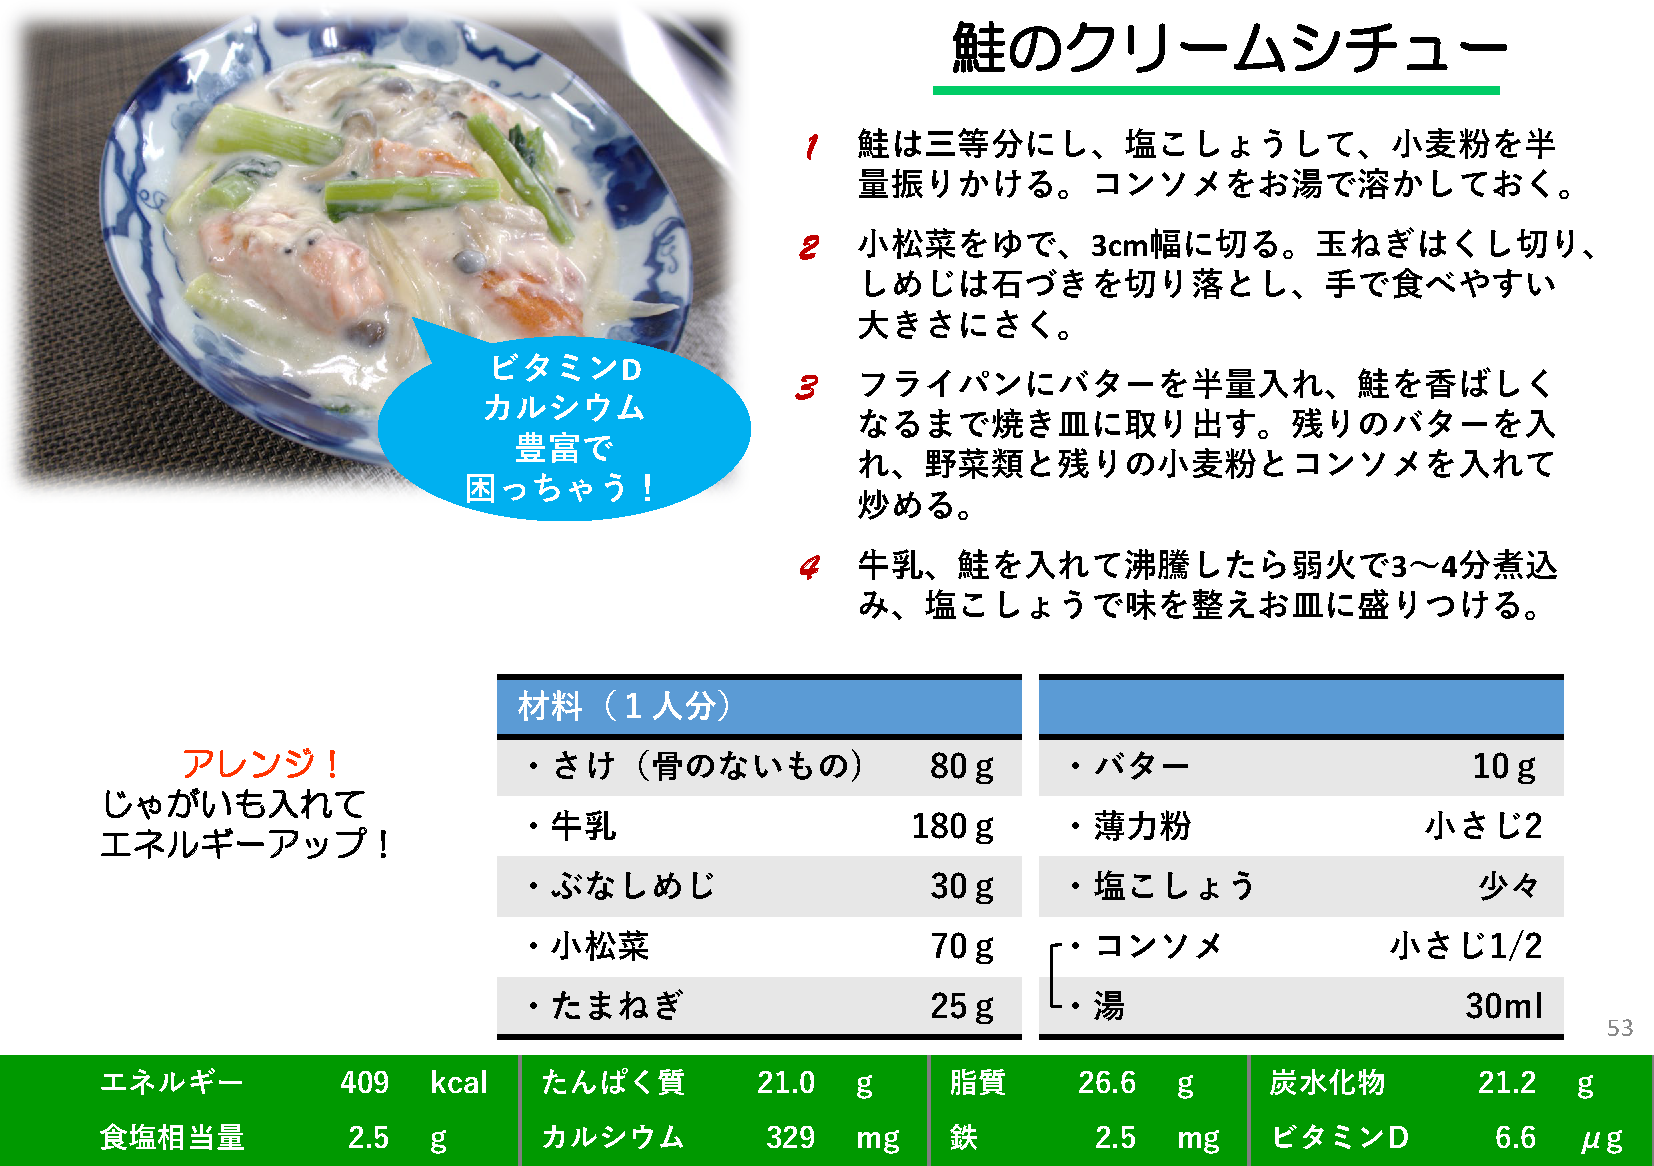 鮭のクリームシチュー
1 鮭は三等分にし、塩こしょうして、小麦粉を半
量振りかける。コンソメをお湯で溶かしておく。
2 小松菜をゆで、3cm幅に切る。玉ねぎはくし切り、
しめじは石づきを切り落とし、手で食べやすい
大きさにさく。
3 フライパンにバターを半量入れ、鮭を香ばしく
なるまで焼き皿に取り出す。残りのバターを入
れ、野菜類と残りの小麦粉とコンソメを入れて
炒める。
4 牛乳、鮭を入れて沸騰したら弱火で3～4分煮込
み、塩こしょうで味を整えお皿に盛りつける。
ビタミンD
カルシウム
豊富で
困っちゃう！
アレンジ！
じゃがいも入れて
エネルギーアップ！
材料（１人分）
・さけ（骨のないもの） 80ｇ
・牛乳 180ｇ
・ぶなしめじ 30ｇ
・小松菜 70ｇ
・たまねぎ 25ｇ
・バター 10ｇ
・薄力粉 小さじ2
・塩こしょう 少々
・コンソメ 小さじ1/2
・湯 30ml
53
エネルギー 409 kcal たんぱく質 21.0 g 脂質 26.6 g 炭水化物 21.2 g
食塩相当量 2.5 g カルシウム 329 mg 鉄 2.5 mg ビタミンD 6.6 μg